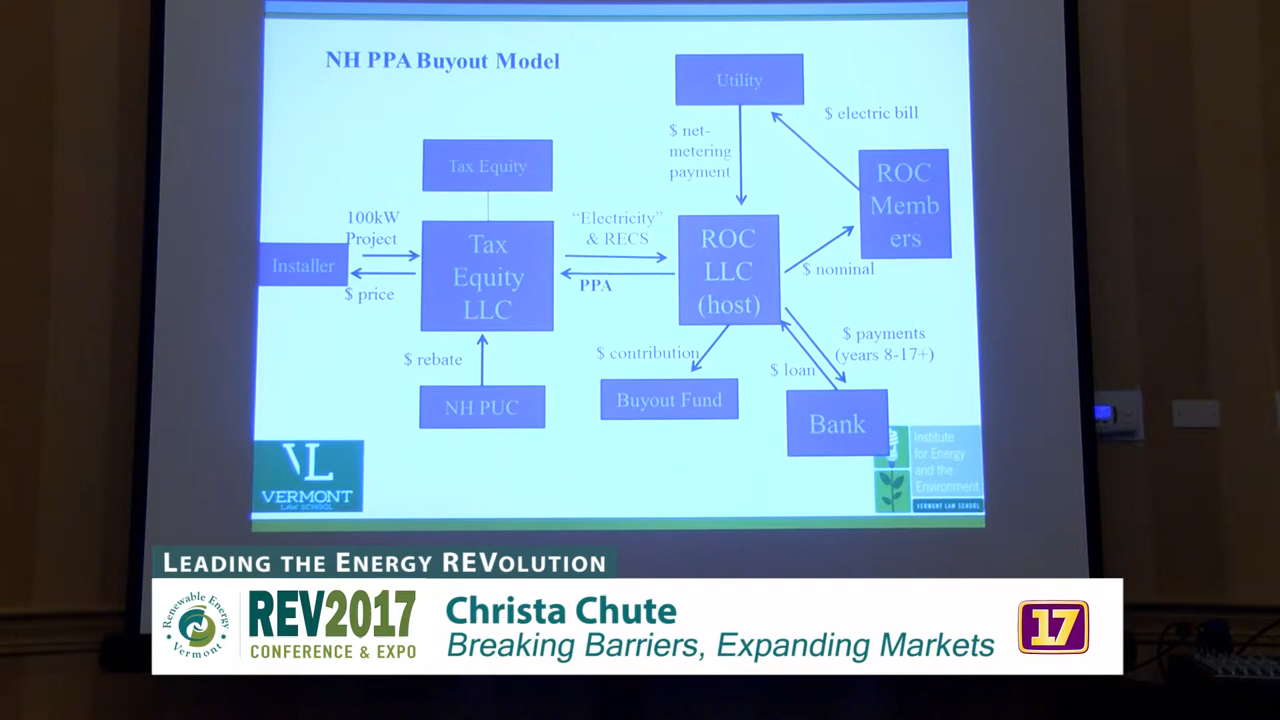 NH PPA Buyout Model
Utility
$ electric bill
$ net-
metering
payment
Tax Equity
ROC
Memb
ers
100kW
Project
"Electricity"
& RECS
Installer
Tax
Equity
LLC
ROC
LLC
(host)
$ nominal
$ price
PPA
$ rebate
$ contribution
$ payments
(years 8-17+)
$ loan
NH PUC
Buyout Fund
Bank
VL
VERMONT
LAW SCHOOL
Institute
for Energy
and the
Environment
VERMONT LAW SCHOOL
LEADING THE ENERGY REVOLUTION
Renewable Energy
Vermont
REV2017
CONFERENCE & EXPO
Christa Chute
Breaking Barriers, Expanding Markets
17